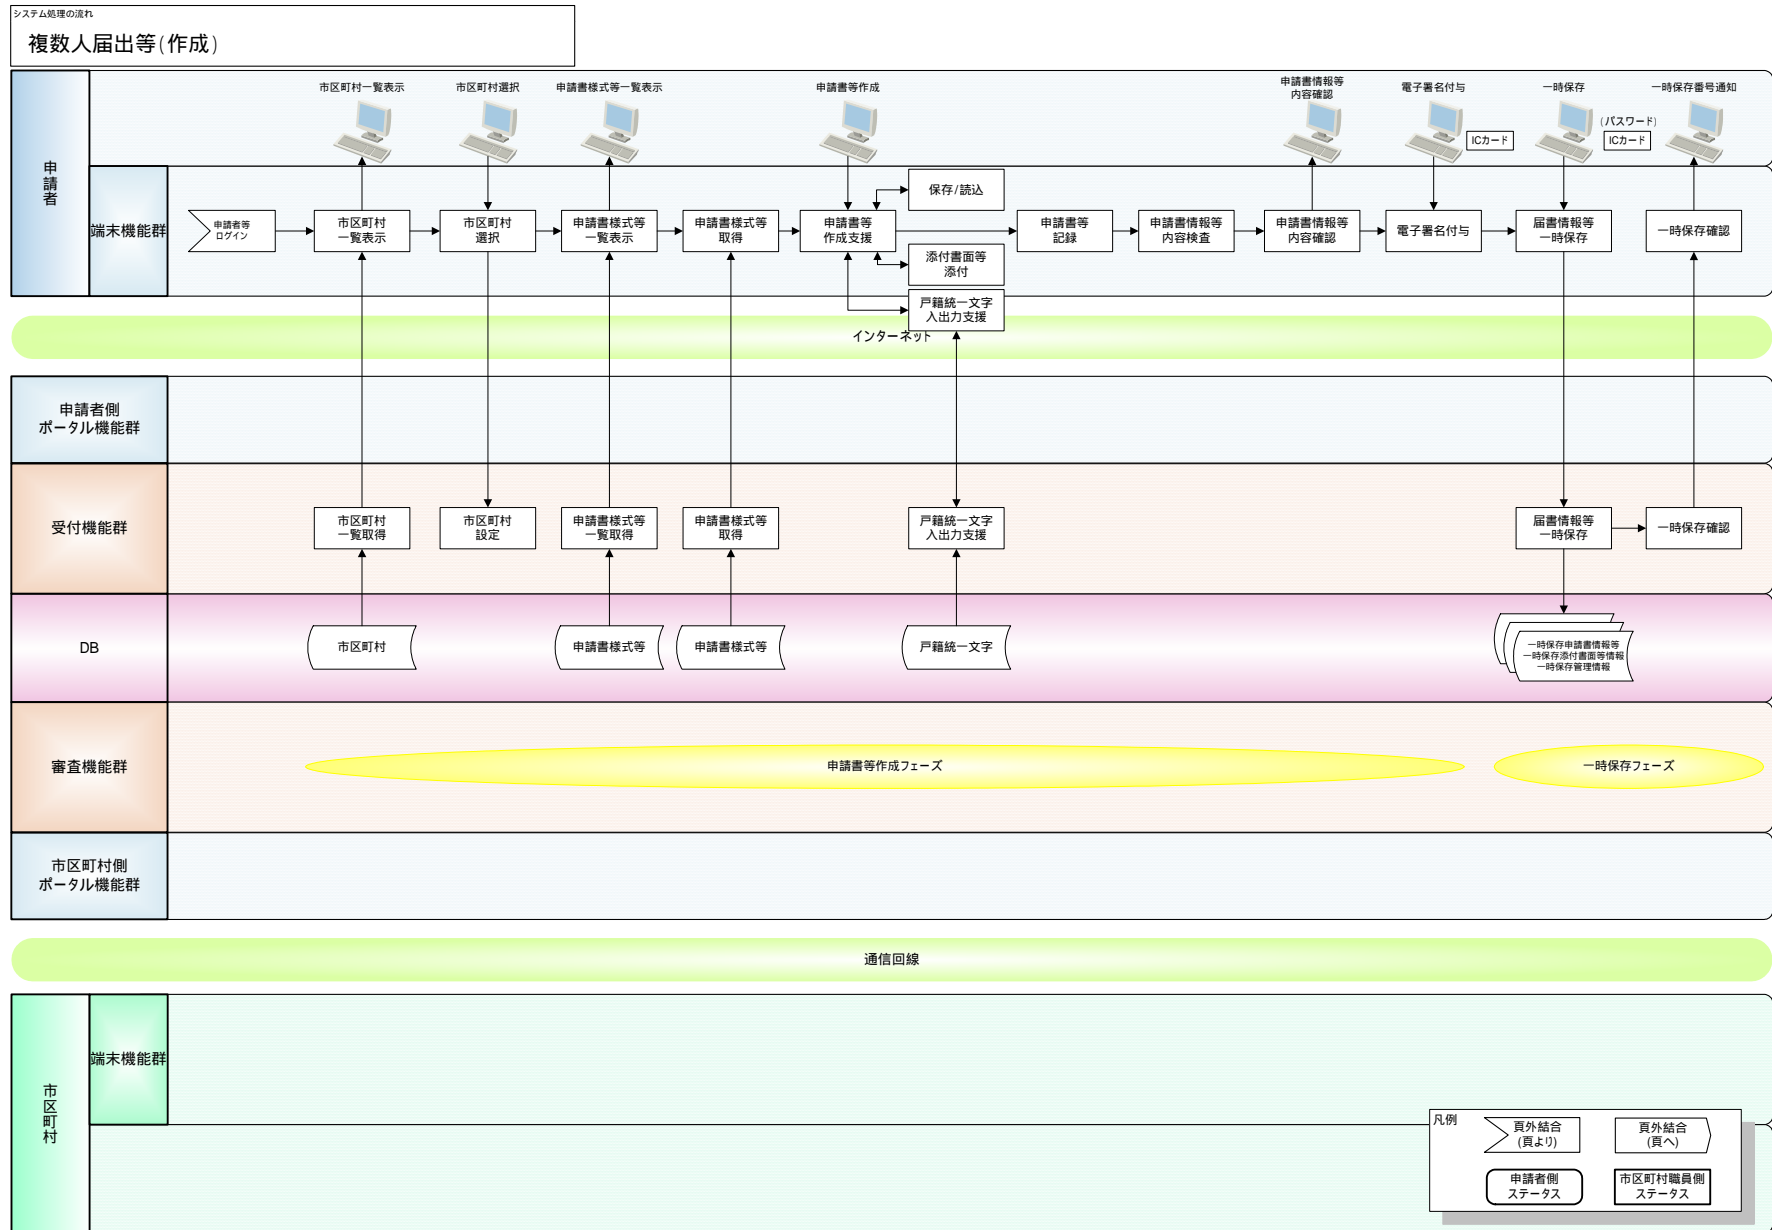 システム処理の流れ
複数人届出等(作成)
市区町村一覧表示
市区町村選択
申請書様式等一覧表示
申請書等作成
申請書情報等
内容確認
電子署名付与
一時保存
一時保存番号通知
ICカード
(パスワード)
ICカード
申請者
端末機能群
申請者等
ログイン
市区町村
一覧表示
市区町村
選択
申請書様式等
一覧表示
申請書様式等
取得
申請書等
作成支援
保存/読込
添付書面等
添付
戸籍統一文字
入出力支援
申請書等
記録
申請書情報等
内容検査
申請書情報等
内容確認
電子署名付与
届書情報等
一時保存
一時保存確認
インターネット
申請者側
ポータル機能群
受付機能群
市区町村
一覧取得
市区町村
設定
申請書様式等
一覧取得
申請書様式等
取得
戸籍統一文字
入出力支援
届書情報等
一時保存
一時保存確認
DB
市区町村
申請書様式等
申請書様式等
戸籍統一文字
一時保存申請書情報等
一時保存添付書面等情報
一時保存管理情報
審査機能群
申請書等作成フェーズ
一時保存フェーズ
市区町村側
ポータル機能群
通信回線
市区町村
端末機能群
凡例
頁外結合
(頁より)
頁外結合
(頁へ)
申請者側
ステータス
市区町村職員側
ステータス